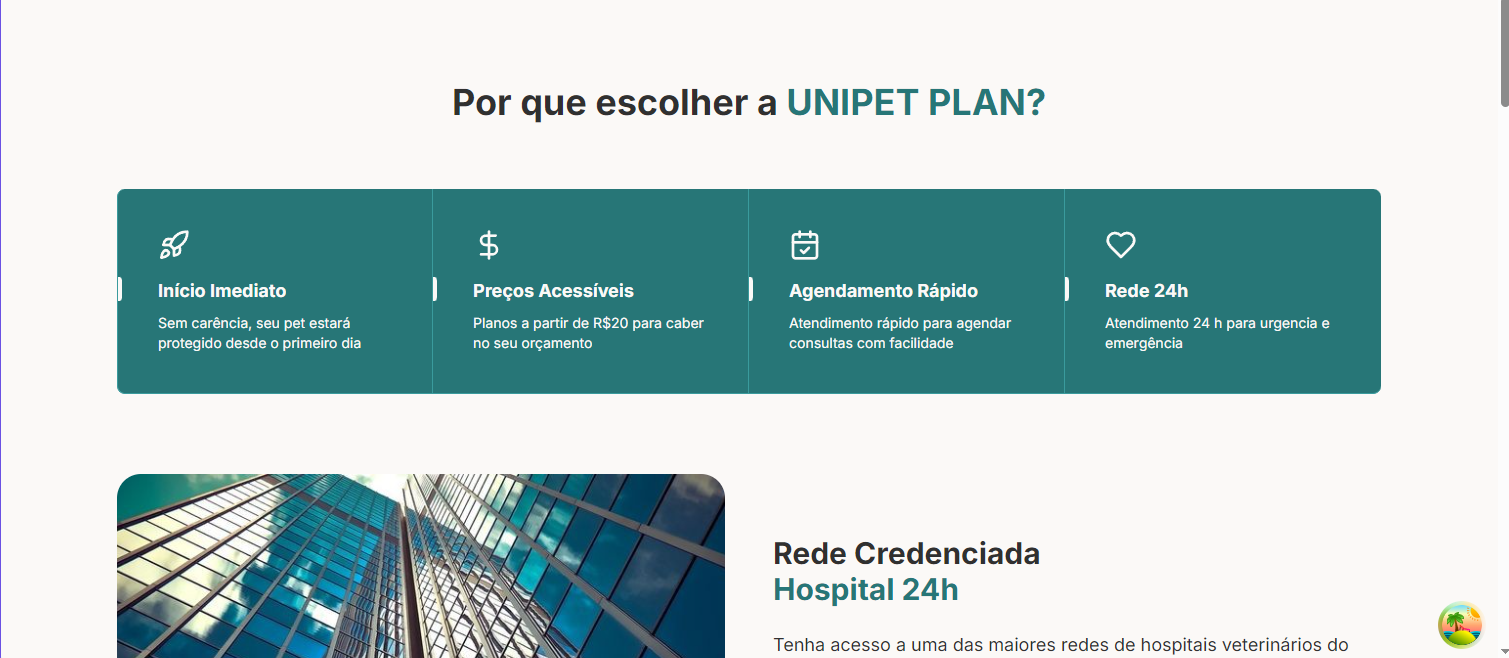 Por que escolher a UNIPET PLAN?
Início Imediato
Sem carência, seu pet estará
protegido desde o primeiro dia
Preços Acessíveis
Planos a partir de R$20 para caber
no seu orçamento
Agendamento Rápido
Atendimento rápido para agendar
consultas com facilidade
Rede 24h
Atendimento 24 h para urgencia e
emergência
Rede Credenciada
Hospital 24h
Tenha acesso a uma das maiores redes de hospitais veterinários do